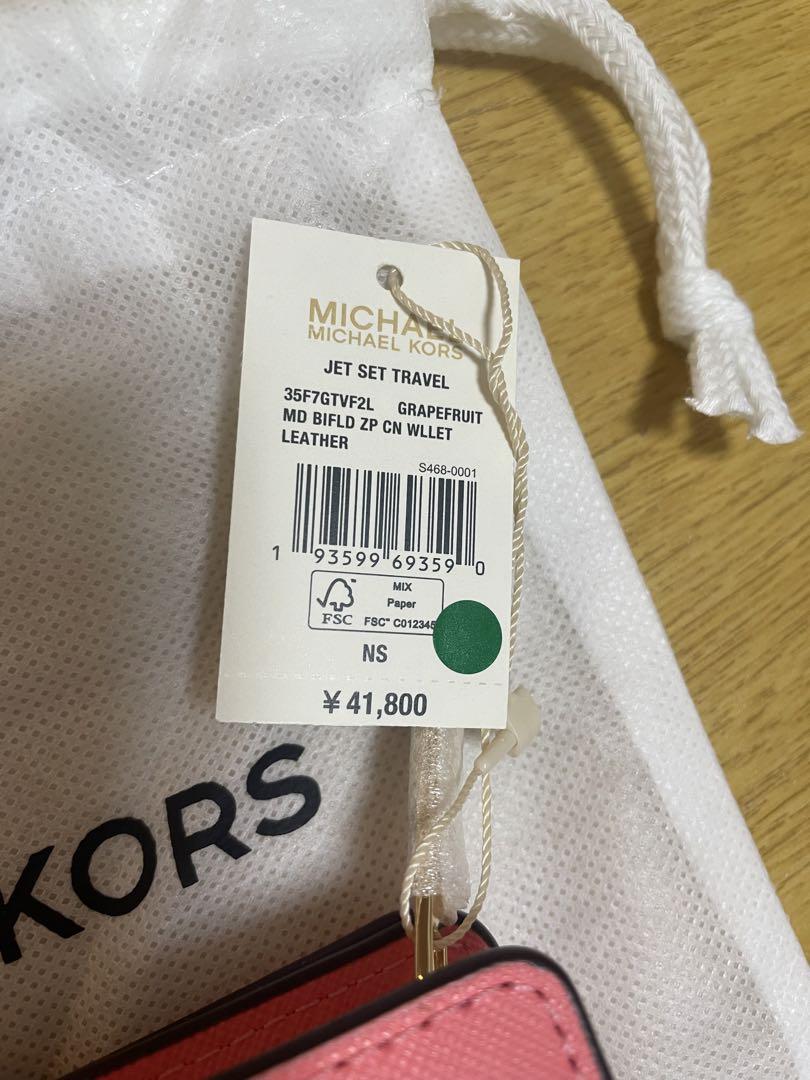 MICHAEL
MICHAEL KORS
JET SET TRAVEL
35F7GTVF2L GRAPEFRUIT
MD BIFLD ZP CN WLLET
LEATHER
S468-0001
1 93599 69359 0
MIX
Paper
FSC
FSC™ C012345
NS
¥ 41,800
KORS